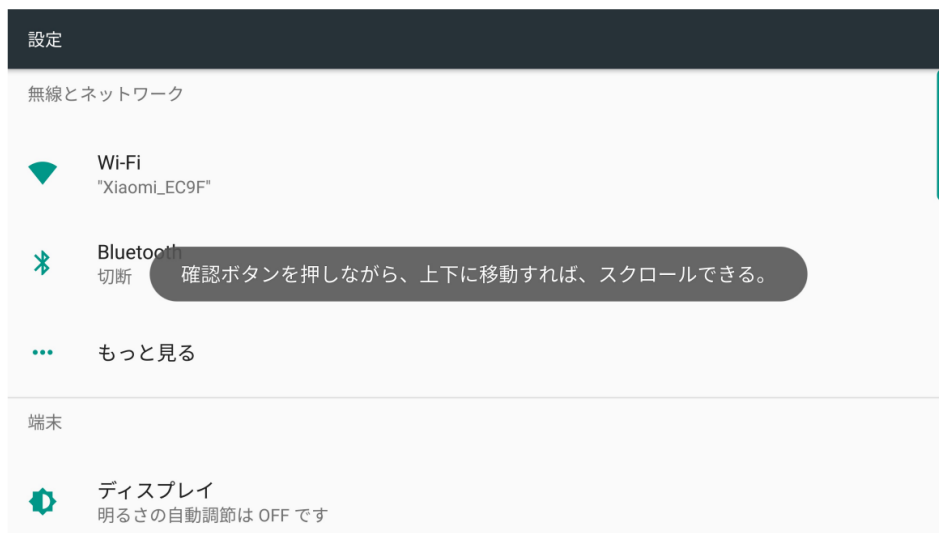 設定
無線とネットワーク
Wi-Fi
"Xiaomi_EC9F"
Bluetooth
切断
確認ボタンを押しながら、上下に移動すれば、スクロールできる。
もっと見る
端末
ディスプレイ
明るさの自動調節は OFF です